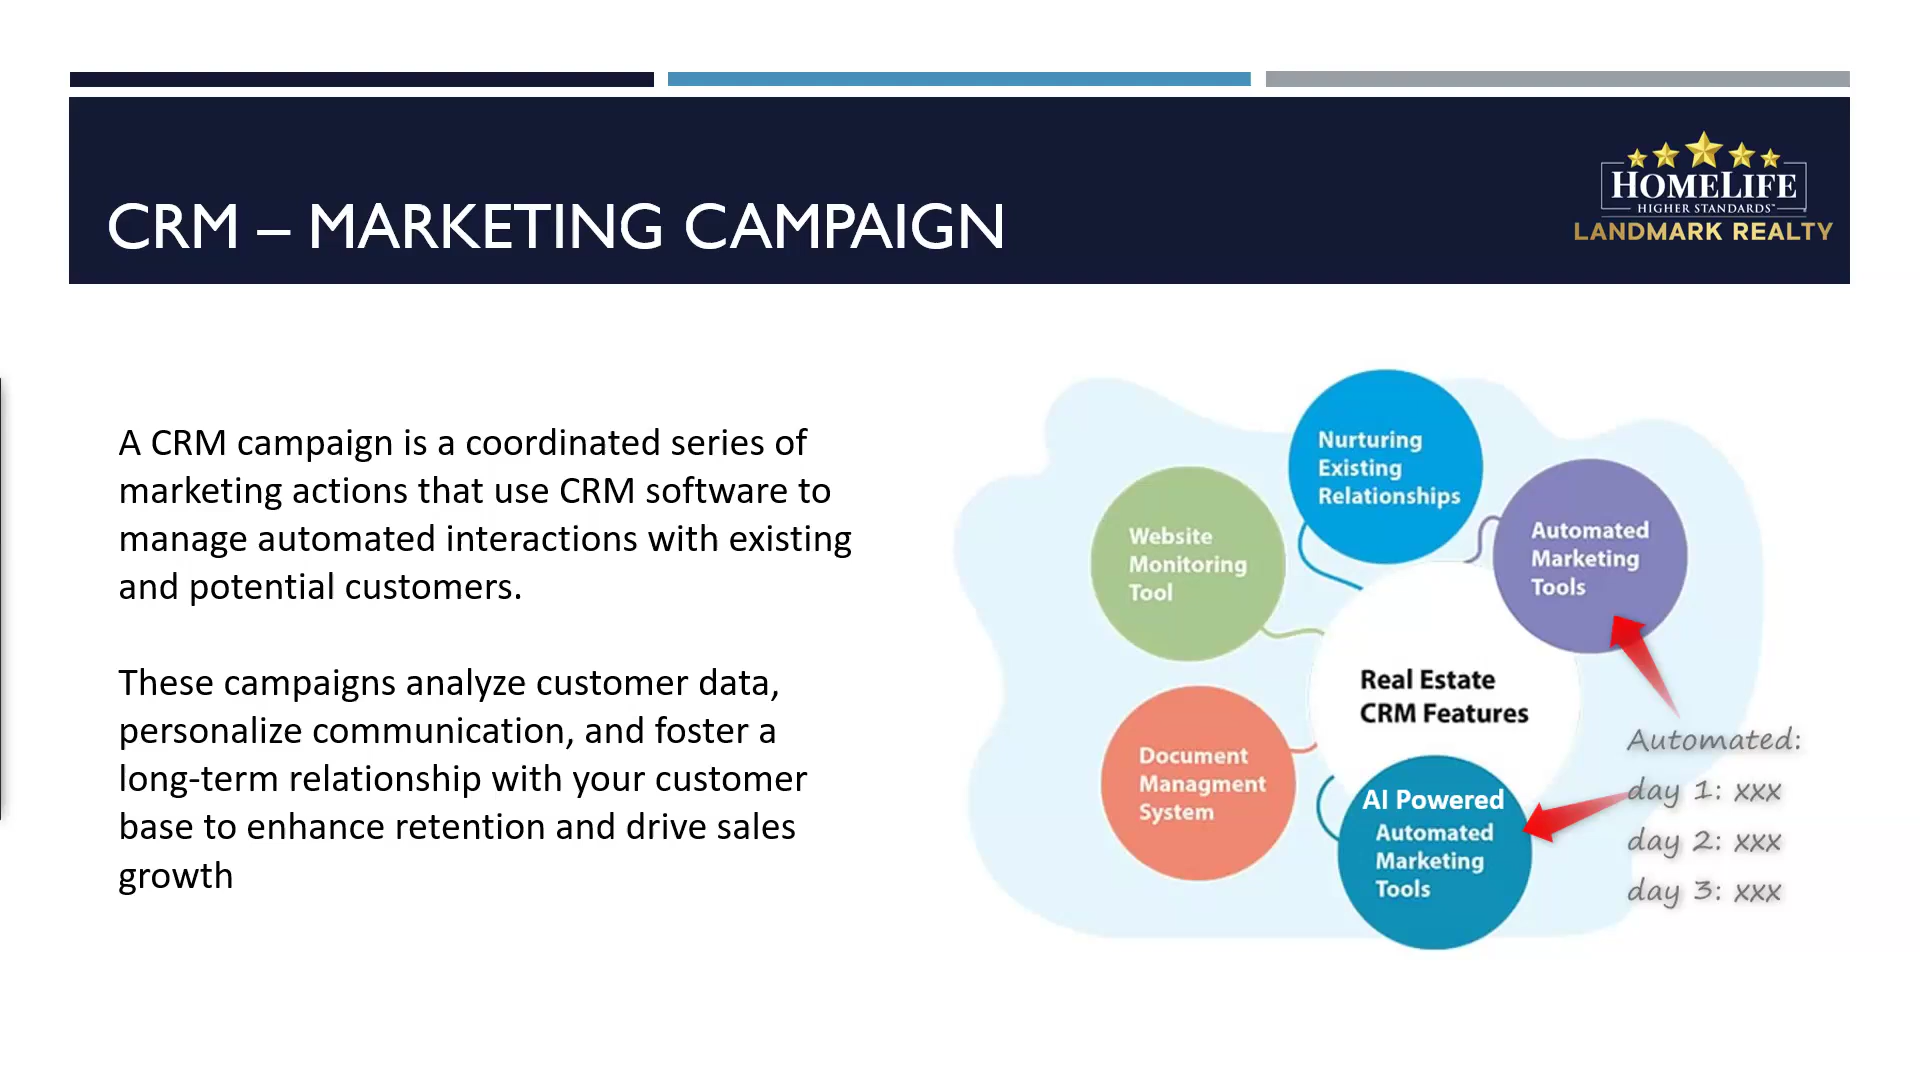 CRM – MARKETING CAMPAIGN
HOMELIFE
HIGHER STANDARDS™
LANDMARK REALTY
A CRM campaign is a coordinated series of
marketing actions that use CRM software to
manage automated interactions with existing
and potential customers.
These campaigns analyze customer data,
personalize communication, and foster a
long-term relationship with your customer
base to enhance retention and drive sales
growth
Nurturing
Existing
Relationships
Website
Monitoring
Tool
Automated
Marketing
Tools
Real Estate
CRM Features
Document
Managment
System
AI Powered
Automated
Marketing
Tools
Automated:
day 1: xxx
day 2: xxx
day 3: xxx